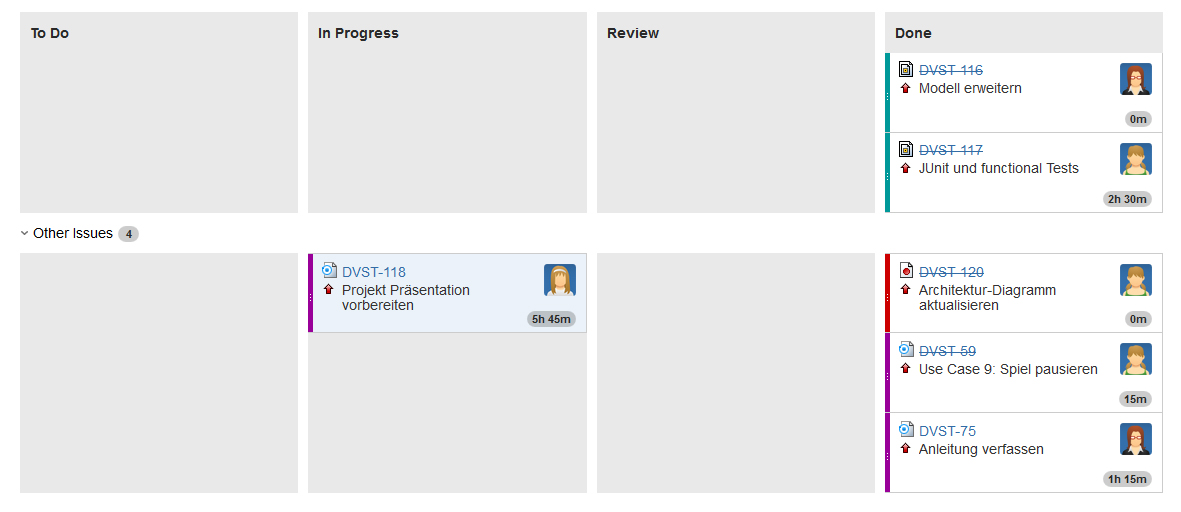 To Do
In Progress
Review
Done
DVST-116
Modell erweitern
0m
DVST-117
JUnit und functional Tests
2h 30m
Other Issues 4
DVST-118
Projekt Präsentation
vorbereiten
5h 45m
DVST-120
Architektur-Diagramm
aktualisieren
0m
DVST-59
Use Case 9: Spiel pausieren
15m
DVST-75
Anleitung verfassen
1h 15m